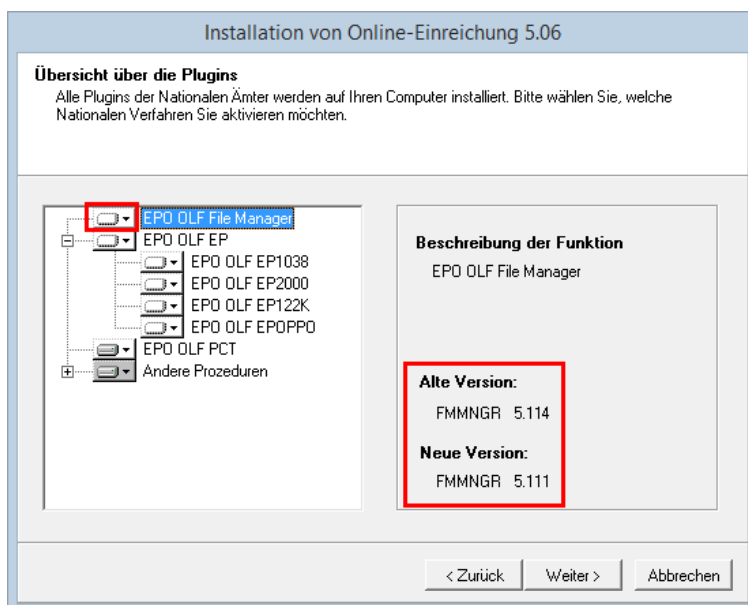 Installation von Online-Einreichung 5.06
Übersicht über die Plugins
Alle Plugins der Nationalen Ämter werden auf Ihren Computer installiert. Bitte wählen Sie, welche
Nationalen Verfahren Sie aktivieren möchten.
EPO OLF File Manager
EPO OLF EP
EPO OLF EP1038
EPO OLF EP2000
EPO OLF EP122K
EPO OLF EPOPPO
EPO OLF PCT
Andere Prozeduren
Beschreibung der Funktion
EPO OLF File Manager
Alte Version:
FMMNGR 5.114
Neue Version:
FMMNGR 5.111
< Zurück Weiter > Abbrechen